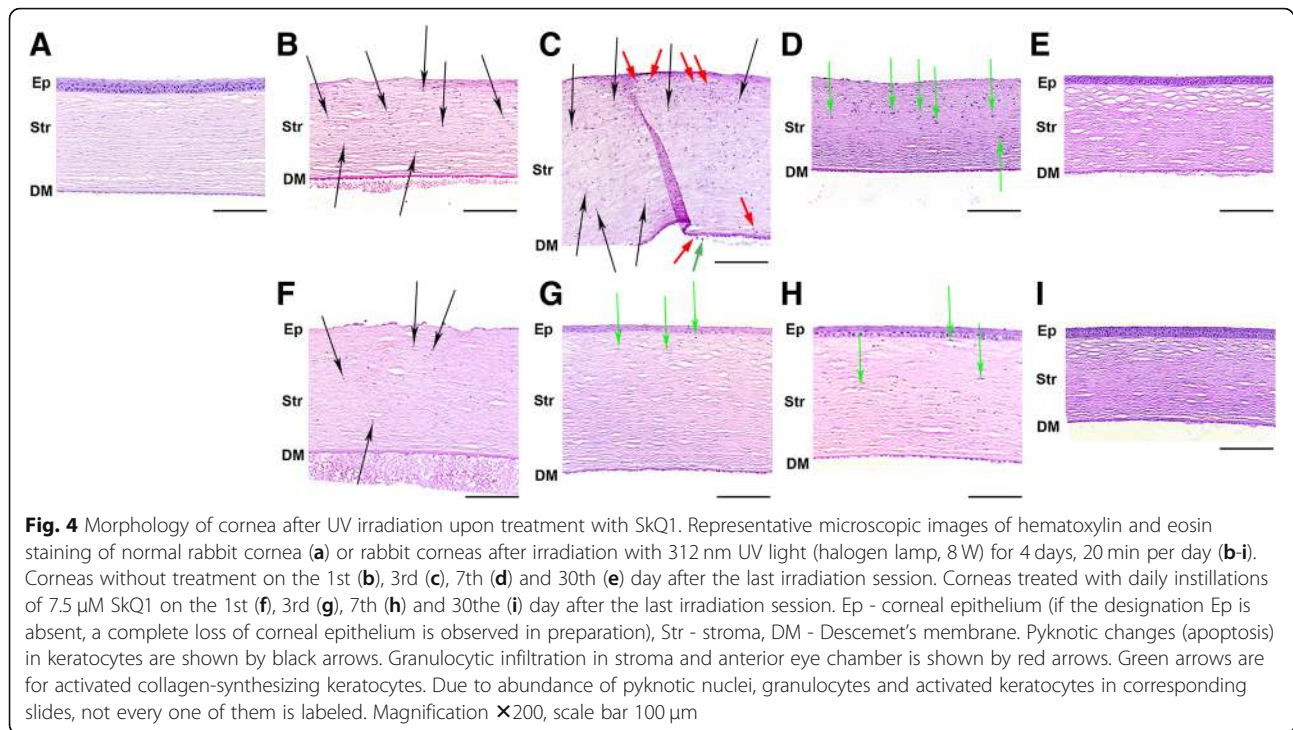 A
B
C
D
E
Ep
Str
DM
Str
DM
Str
DM
Str
DM
Ep
Str
DM
F
G
H
I
Ep
Str
DM
Ep
Str
DM
Ep
Str
DM
Ep
Str
DM
Fig. 4 Morphology of cornea after UV irradiation upon treatment with SkQ1. Representative microscopic images of hematoxylin and eosin
staining of normal rabbit cornea (a) or rabbit corneas after irradiation with 312 nm UV light (halogen lamp, 8 W) for 4 days, 20 min per day (b-i).
Corneas without treatment on the 1st (b), 3rd (c), 7th (d) and 30th (e) day after the last irradiation session. Corneas treated with daily instillations
of 7.5 μM SkQ1 on the 1st (f), 3rd (g), 7th (h) and 30the (i) day after the last irradiation session. Ep - corneal epithelium (if the designation Ep is
absent, a complete loss of corneal epithelium is observed in preparation), Str - stroma, DM - Descemet's membrane. Pyknotic changes (apoptosis)
in keratocytes are shown by black arrows. Granulocytic infiltration in stroma and anterior eye chamber is shown by red arrows. Green arrows are
for activated collagen-synthesizing keratocytes. Due to abundance of pyknotic nuclei, granulocytes and activated keratocytes in corresponding
slides, not every one of them is labeled. Magnification ×200, scale bar 100 μm